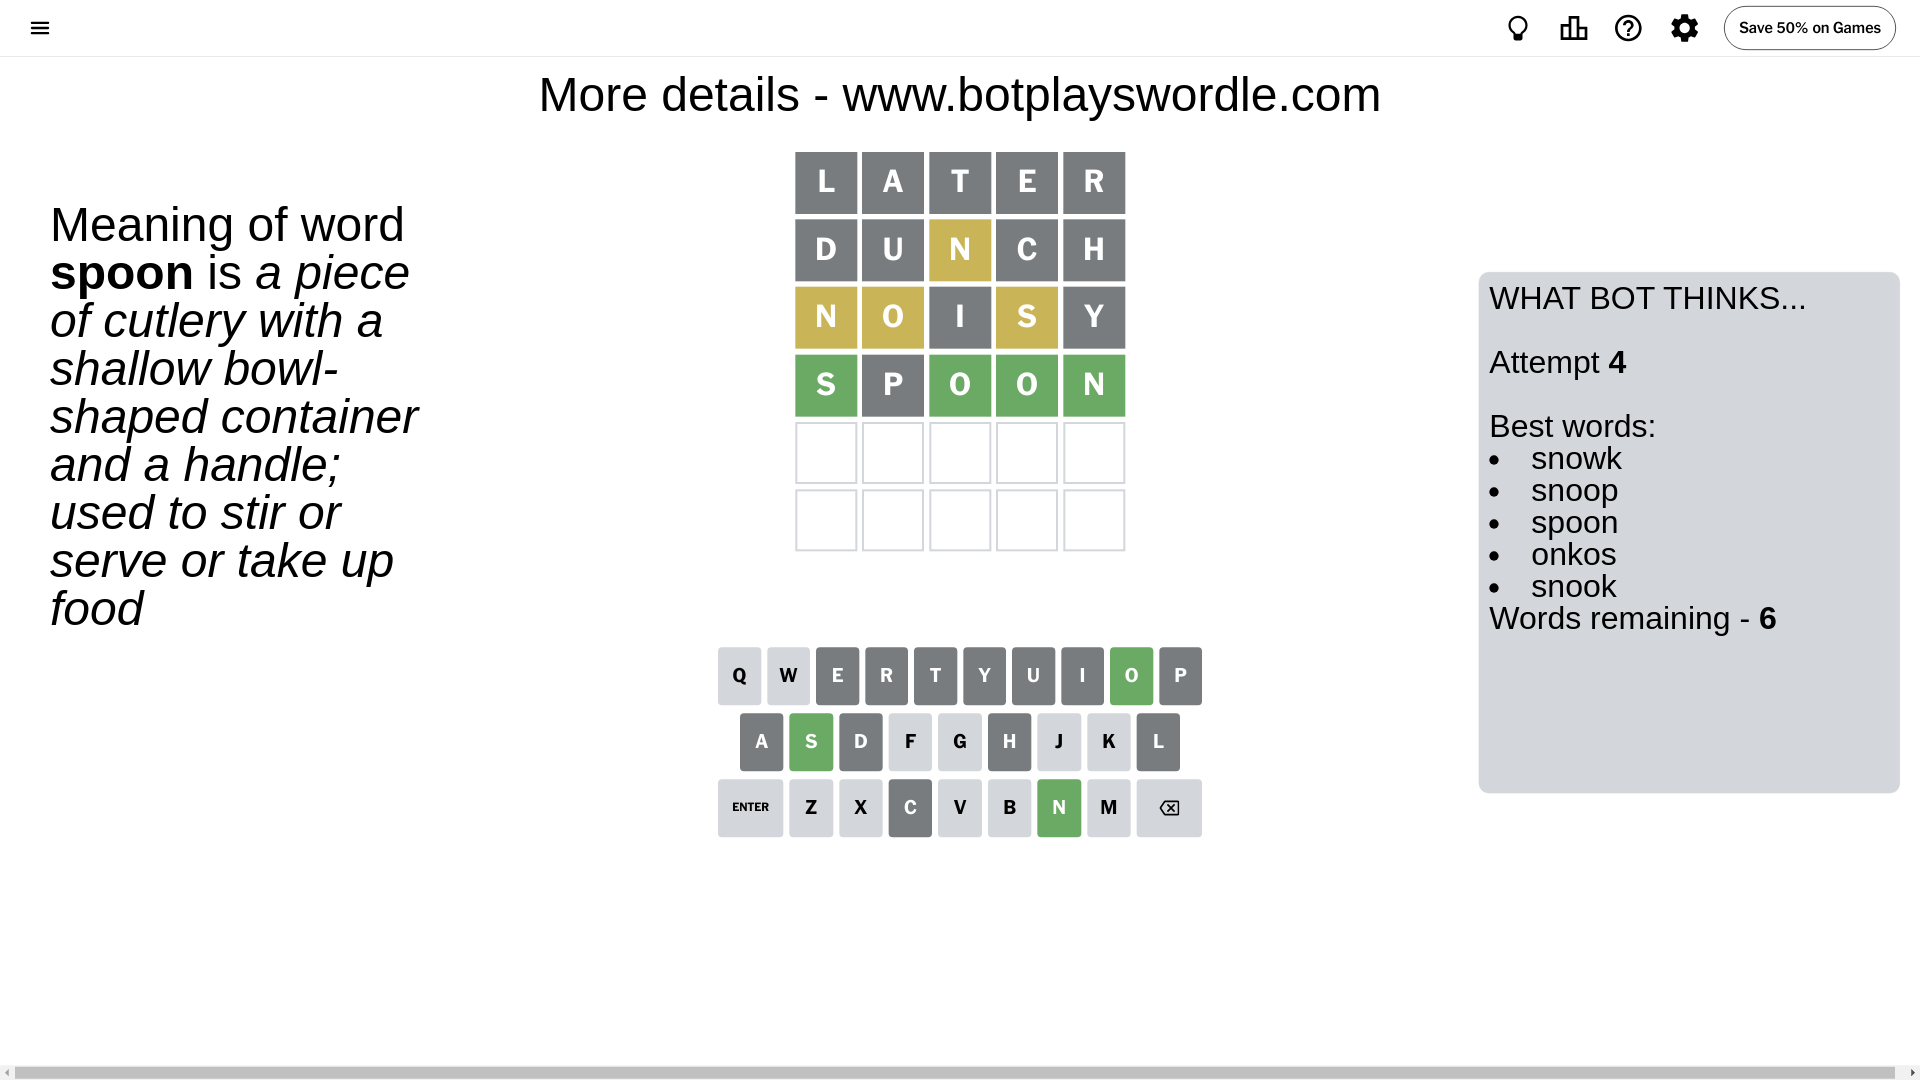 Save 50% on Games
More details - www.botplayswordle.com
Meaning of word
spoon is a piece
of cutlery with a
shallow bowl-
shaped container
and a handle;
used to stir or
serve or take up
food
L A T E R
D U N C H
N O I S Y
S P O O N
WHAT BOT THINKS...
Attempt 4
Best words:
• snowk
• snoop
• spoon
• onkos
• snook
Words remaining - 6
Q W E R T Y U I O P
A S D F G H J K L
ENTER Z X C V B N M